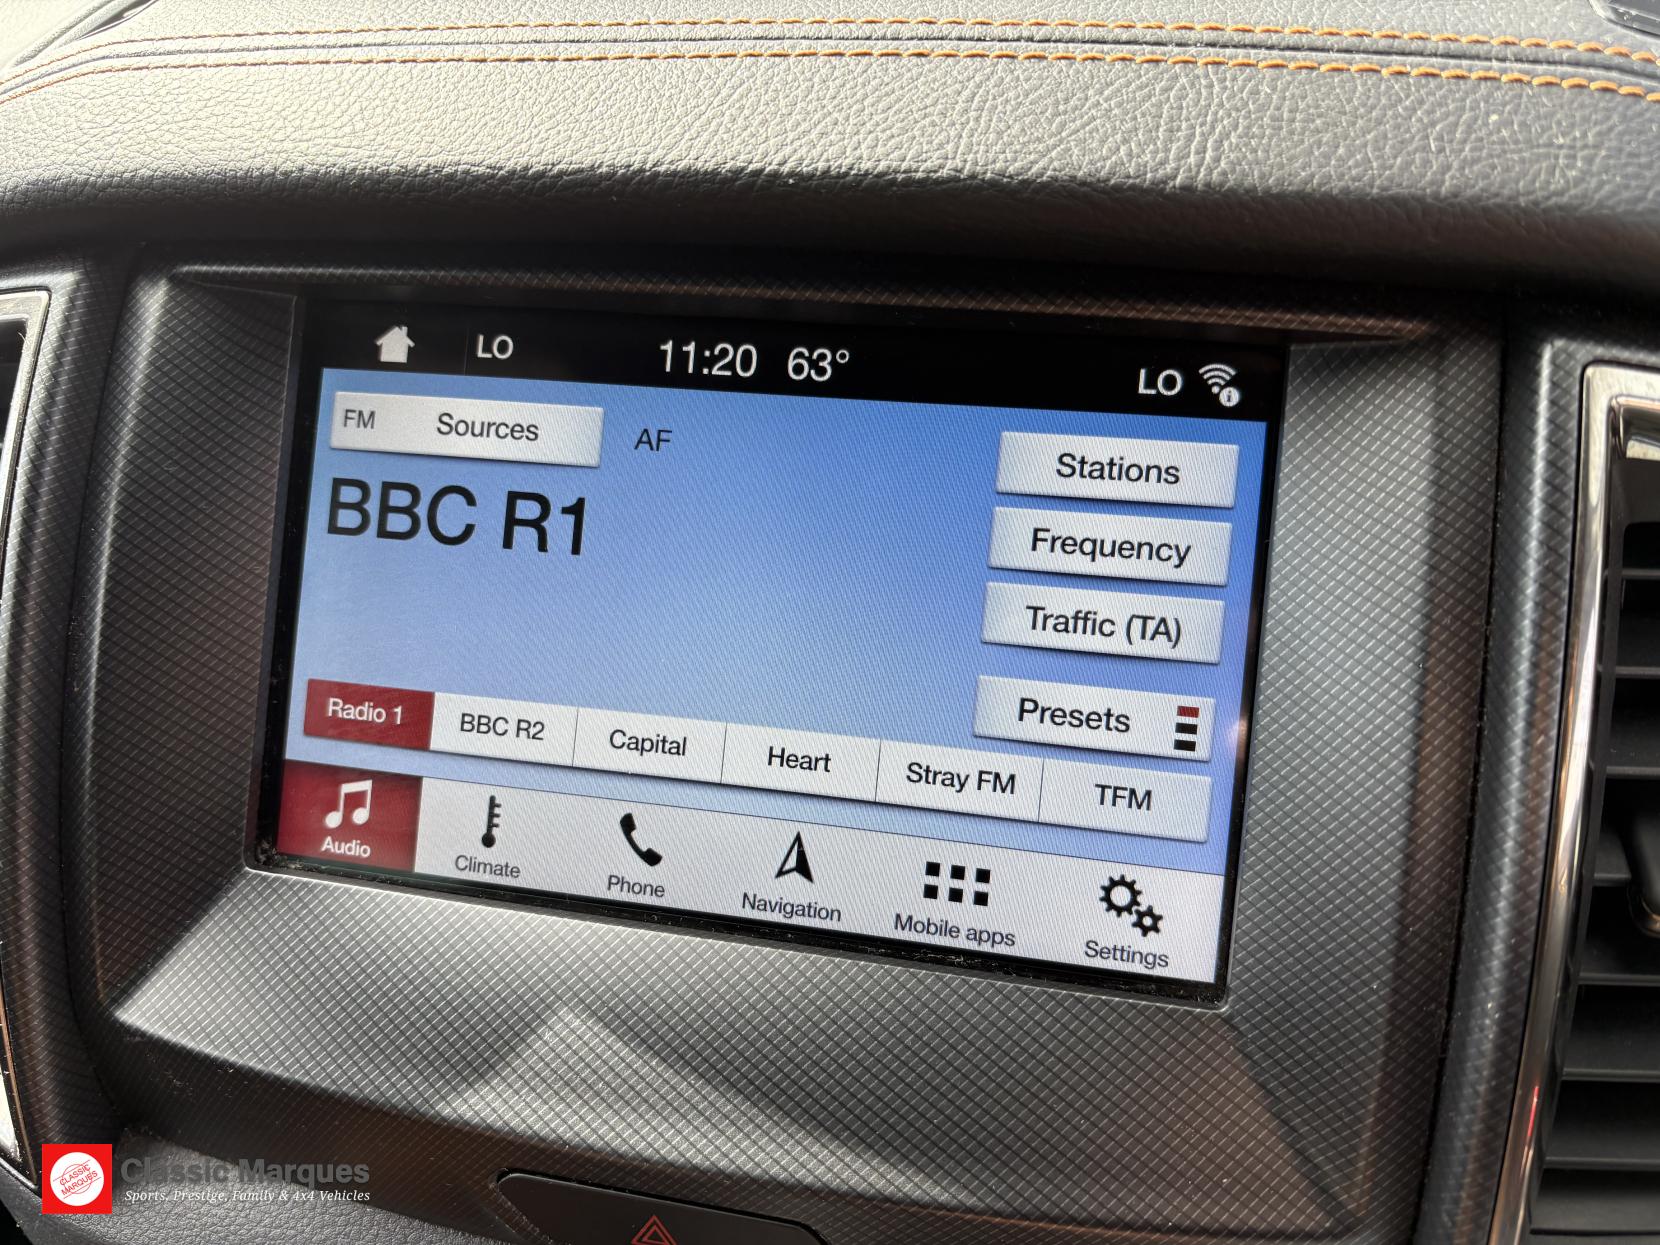 LO 11:20 63° LO
FM Sources AF
Stations
BBC R1
Frequency
Traffic (TA)
Presets
Radio 1 BBC R2 Capital Heart Stray FM TFM
Audio Climate Phone Navigation Mobile apps Settings
CLASSIC
MARQUES
Classic Marques
Sports, Prestige, Family & 4x4 Vehicles